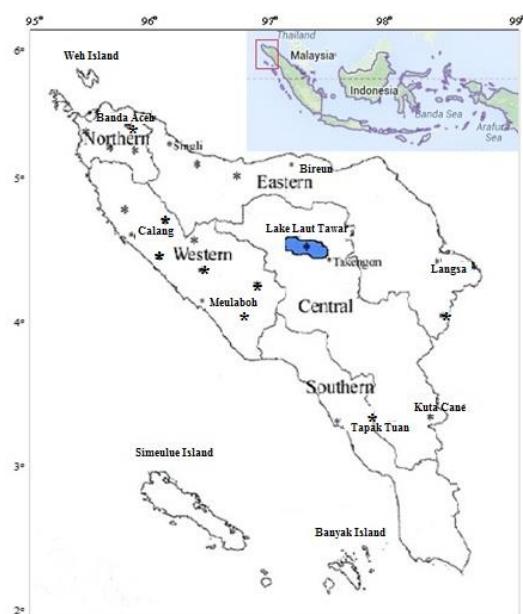 95° 96° 97° 98° 99°
6°
Thailand
Malaysia
Indonesia
Banda Sea
Arafura Sea
Weh Island
Banda Aceh
Northern
Singli
Bireun
5°
Eastern
Lake Laut Tawar
Calang
Western
Takengon
Langsa
Meulaboh
Central
4°
Southern
Kuta Cane
Tapak Tuan
3°
Simeulue Island
Banyak Island
2°